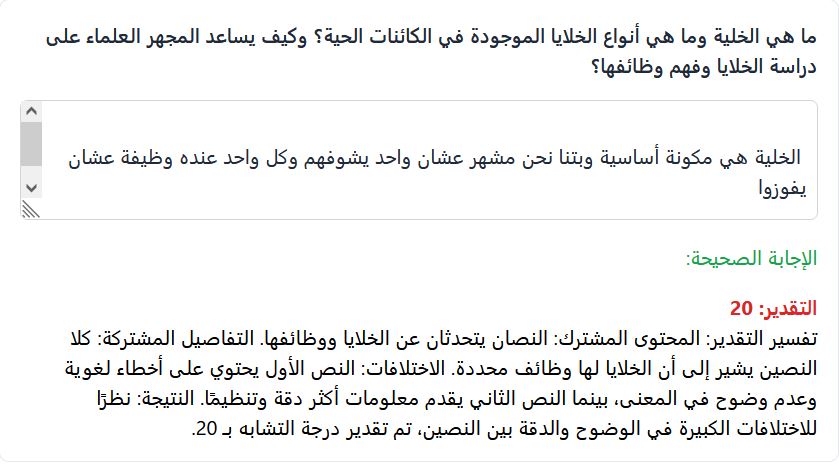 ما هي الخلية وما هي أنواع الخلايا الموجودة في الكائنات الحية؟ وكيف يساعد المجهر العلماء على
دراسة الخلايا وفهم وظائفها؟
الخلية هي مكونة أساسية وبتنا نحن مشهر عشان واحد يشوفهم وكل واحد عنده وظيفة عشان
يفوزوا
الإجابة الصحيحة:
التقدير: 20
تفسير التقدير: المحتوى المشترك: النصان يتحدثان عن الخلايا ووظائفها. التفاصيل المشتركة: كلا
النصين يشير إلى أن الخلايا لها وظائف محددة. الاختلافات: النص الأول يحتوي على أخطاء لغوية
وعدم وضوح في المعنى، بينما النص الثاني يقدم معلومات أكثر دقة وتنظيمًا. النتيجة: نظرًا
للاختلافات الكبيرة في الوضوح والدقة بين النصين، تم تقدير درجة التشابه بـ 20.